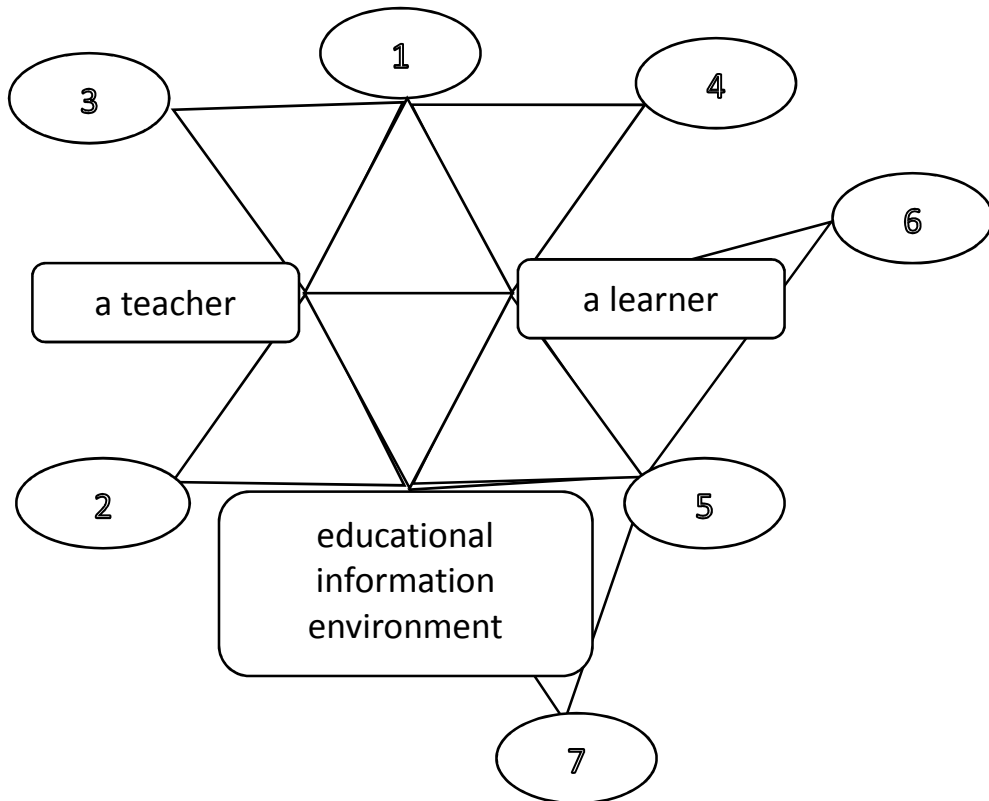 1
3
4
6
a teacher
a learner
2
5
educational
information
environment
7